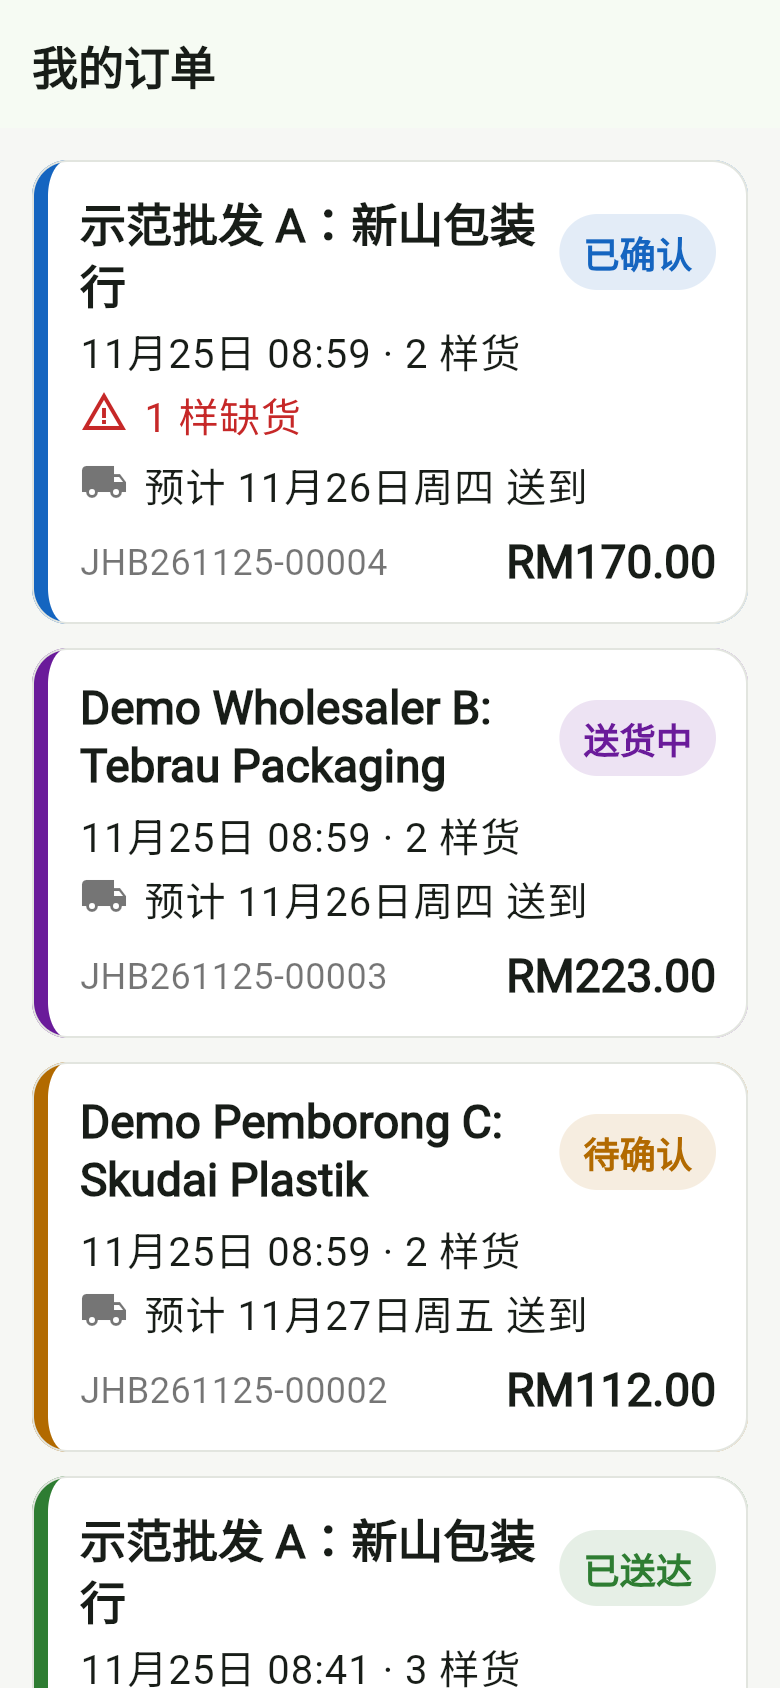 我的订单
示范批发 A：新山包装
行
已确认
11月25日 08:59 · 2 样货
1 样缺货
预计 11月26日周四 送到
JHB261125-00004
RM170.00
Demo Wholesaler B:
Tebrau Packaging
送货中
11月25日 08:59 · 2 样货
预计 11月26日周四 送到
JHB261125-00003
RM223.00
Demo Pemborong C:
Skudai Plastik
待确认
11月25日 08:59 · 2 样货
预计 11月27日周五 送到
JHB261125-00002
RM112.00
示范批发 A：新山包装
行
已送达
11月25日 08:41 · 3 样货